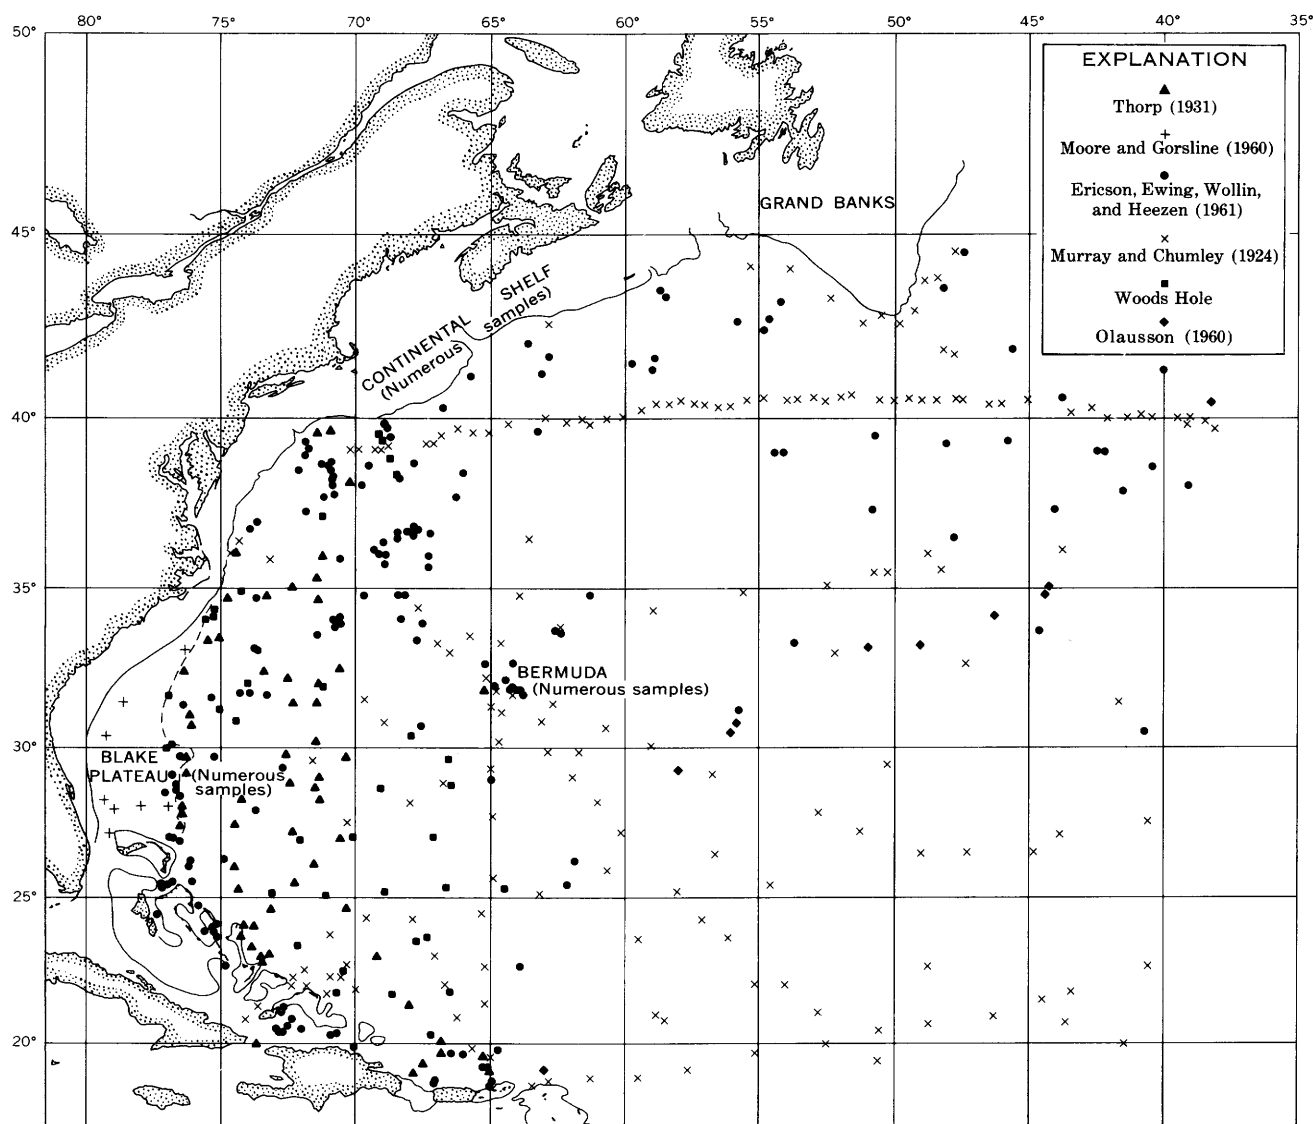 80° 75° 70° 65° 60° 55° 50° 45° 40° 35°
50°
EXPLANATION
Thorp (1931)
Moore and Gorsline (1960)
Ericson, Ewing, Wollin,
and Heezen (1961)
Murray and Chumley (1924)
Woods Hole
Olausson (1960)
GRAND BANKS
45°
CONTINENTAL SHELF
(Numerous samples)
40°
35°
BERMUDA
(Numerous samples)
30°
BLAKE
PLATEAU
(Numerous
samples)
25°
20°